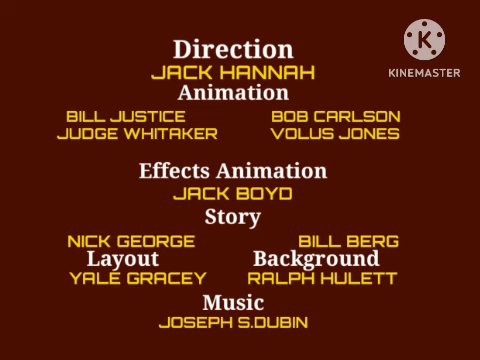 Direction
JACK HANNAH
Animation
BILL JUSTICE BOB CARLSON
JUDGE WHITAKER VOLUS JONES
Effects Animation
JACK BOYD
Story
NICK GEORGE BILL BERG
Layout Background
YALE GRACEY RALPH HULETT
Music
JOSEPH S.DUBIN
K
KINEMASTER